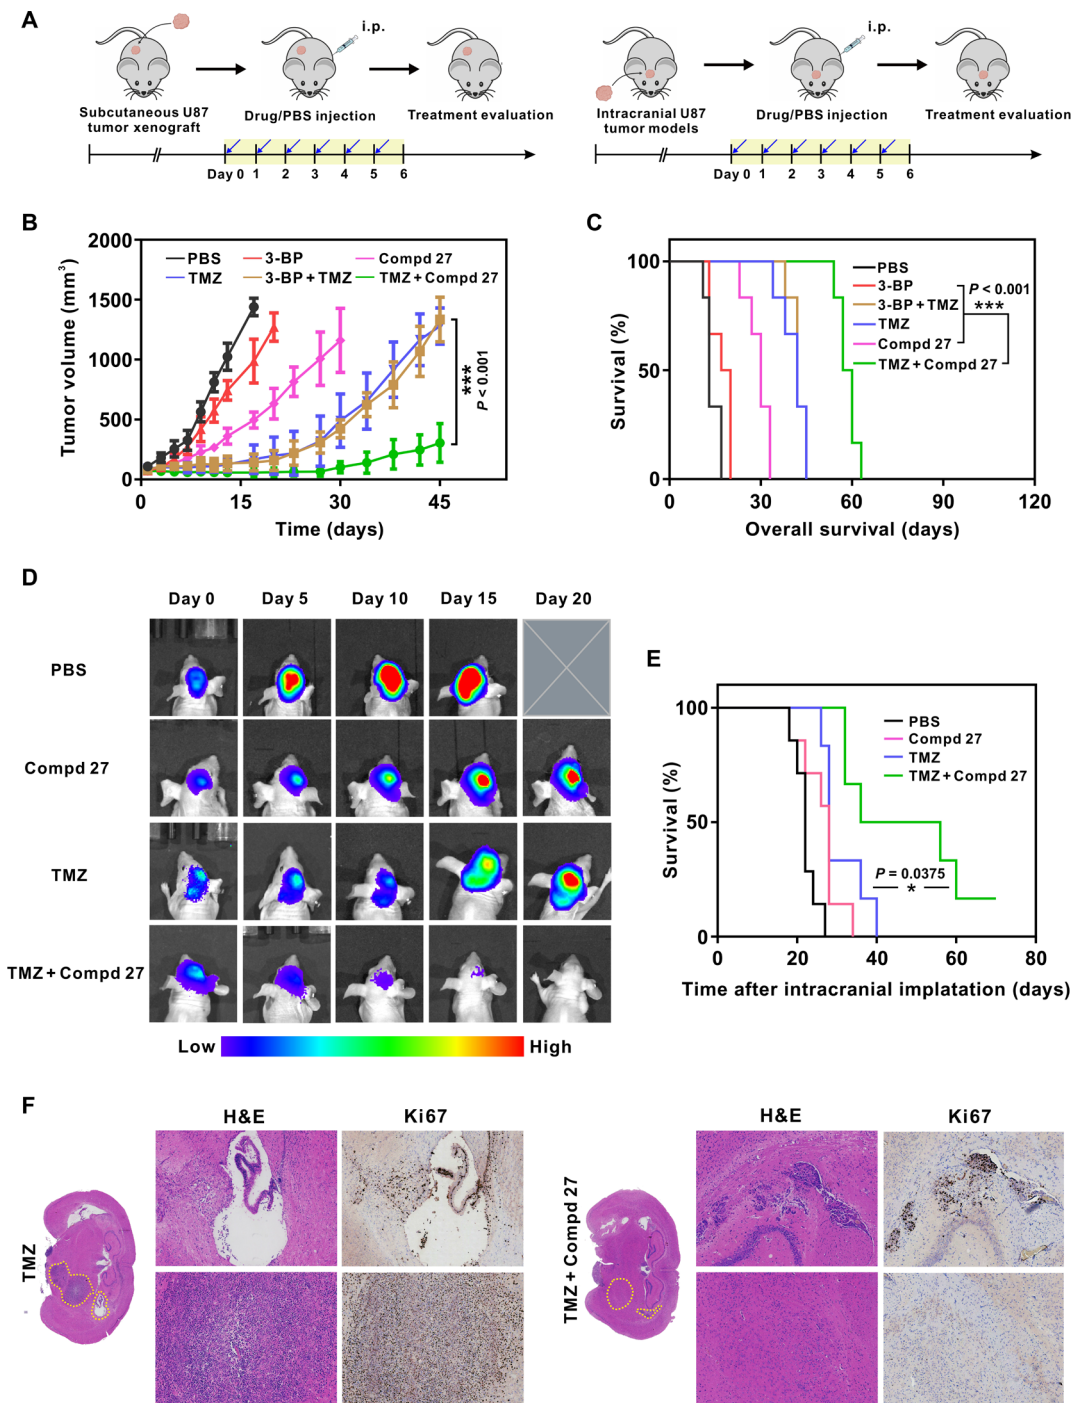 A
i.p.
i.p.
Subcutaneous U87
tumor xenograft
Drug/PBS injection
Treatment evaluation
Intracranial U87
tumor models
Drug/PBS injection
Treatment evaluation
Day 0 1 2 3 4 5 6
Day 0 1 2 3 4 5 6
B
Tumor volume (mm3)
2000
1500
1000
500
0
PBS
3-BP
Compd 27
TMZ
3-BP + TMZ
TMZ + Compd 27
***
P < 0.001
0 15 30 45
Time (days)
C
Survival (%)
100
50
0
PBS
3-BP
3-BP + TMZ
TMZ
Compd 27
TMZ + Compd 27
P < 0.001
***
0 30 60 90 120
Overall survival (days)
D
Day 0 Day 5 Day 10 Day 15 Day 20
PBS
Compd 27
TMZ
TMZ + Compd 27
Low High
E
Survival (%)
100
50
0
PBS
Compd 27
TMZ
TMZ + Compd 27
P = 0.0375
*
0 20 40 60 80
Time after intracranial implatation (days)
F
H&E Ki67
TMZ
H&E Ki67
TMZ + Compd 27